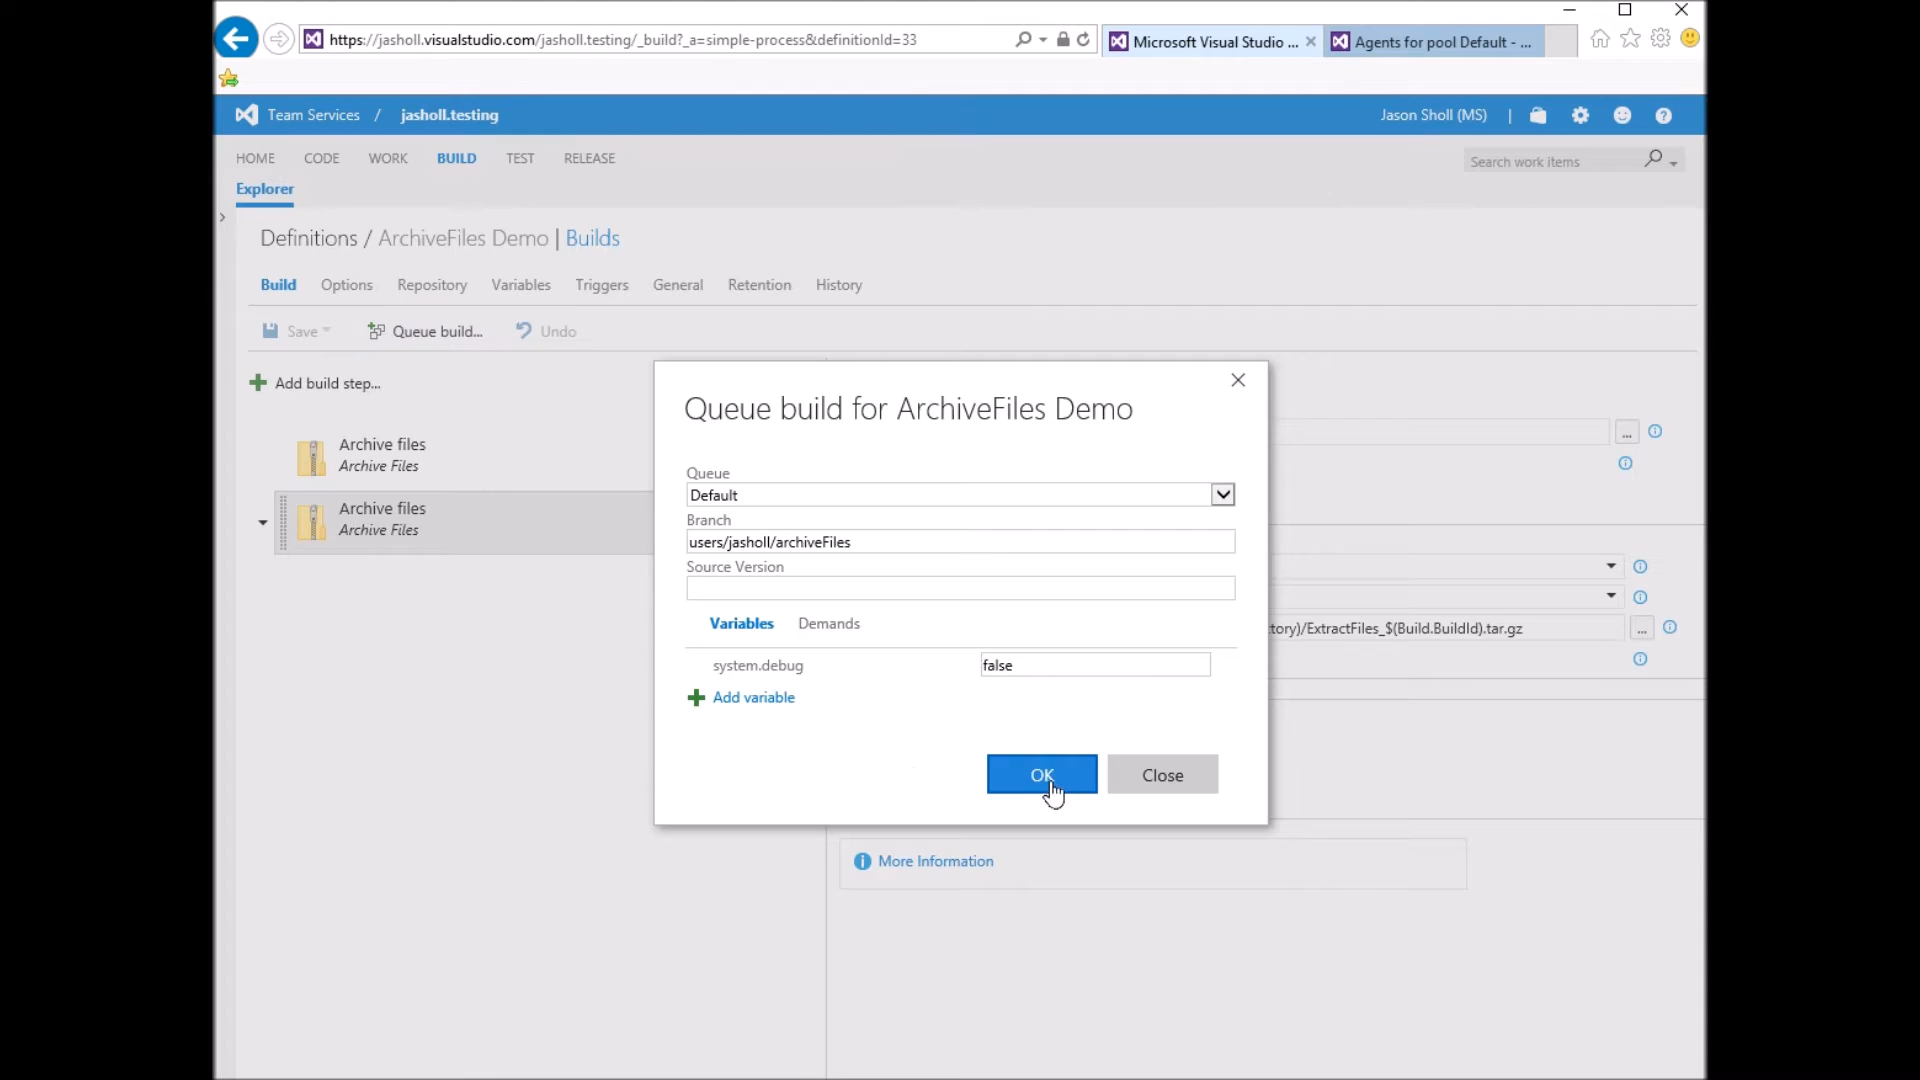 https://jasholl.visualstudio.com/jasholl.testing/_build?_a=simple-process&definitionId=33
Microsoft Visual Studio ...
Agents for pool Default - ...
Team Services / jasholl.testing
Jason Sholl (MS) |
HOME CODE WORK BUILD TEST RELEASE
Search work items
Explorer
Definitions / ArchiveFiles Demo | Builds
Build Options Repository Variables Triggers General Retention History
Save Queue build... Undo
Add build step...
Archive files
Archive Files
Archive files
Archive Files
Queue build for ArchiveFiles Demo
Queue
Default
Branch
users/jasholl/archiveFiles
Source Version
Variables Demands
system.debug false
Add variable
OK Close
...
tory)/ExtractFiles_$(Build.BuildId).tar.gz ...
More Information